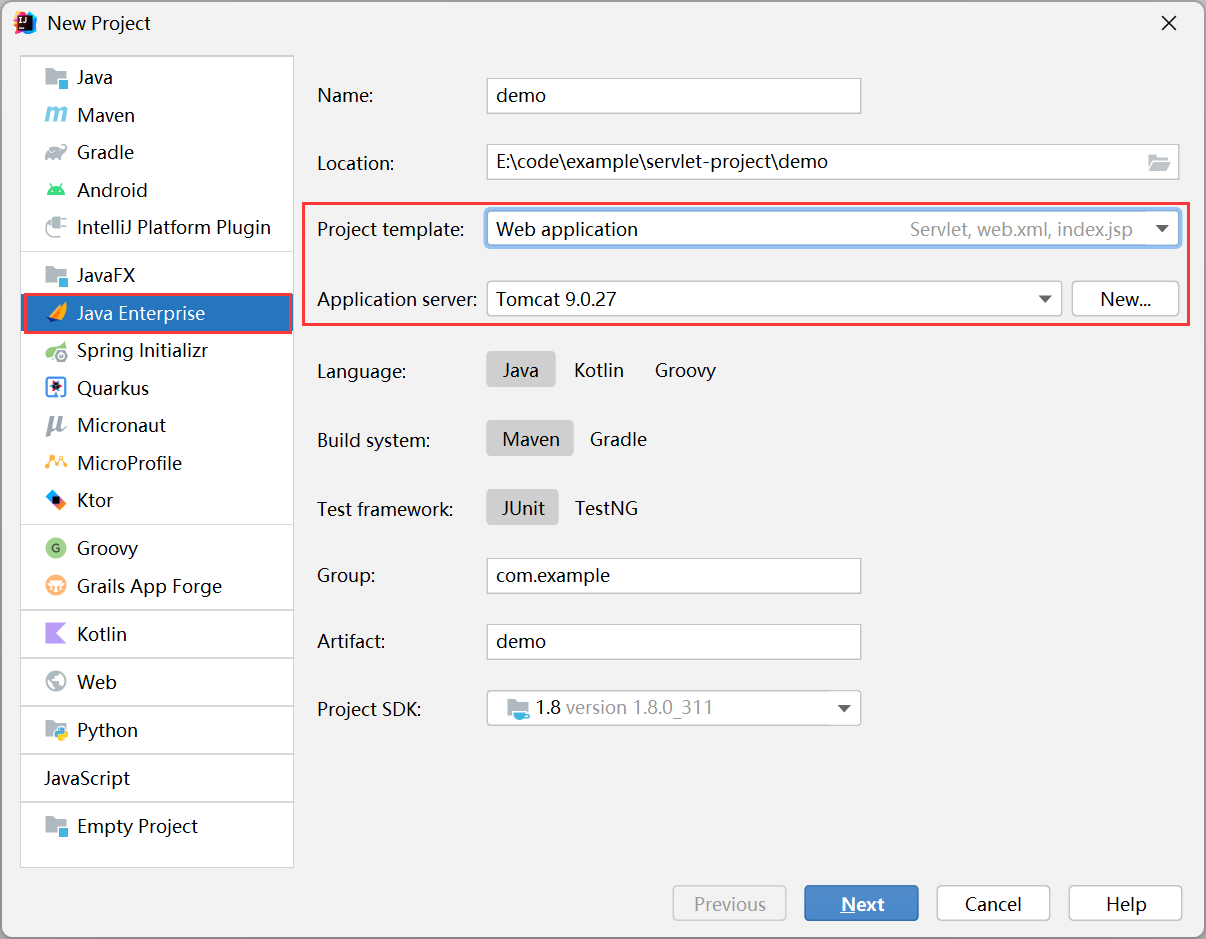 New Project
Java
Maven
Gradle
Android
IntelliJ Platform Plugin
JavaFX
Java Enterprise
Spring Initializr
Quarkus
Micronaut
MicroProfile
Ktor
Groovy
Grails App Forge
Kotlin
Web
Python
JavaScript
Empty Project
Name: demo
Location: E:\code\example\servlet-project\demo
Project template: Web application Servlet, web.xml, index.jsp
Application server: Tomcat 9.0.27 New...
Language: Java Kotlin Groovy
Build system: Maven Gradle
Test framework: JUnit TestNG
Group: com.example
Artifact: demo
Project SDK: 1.8 version 1.8.0_311
Previous Next Cancel Help